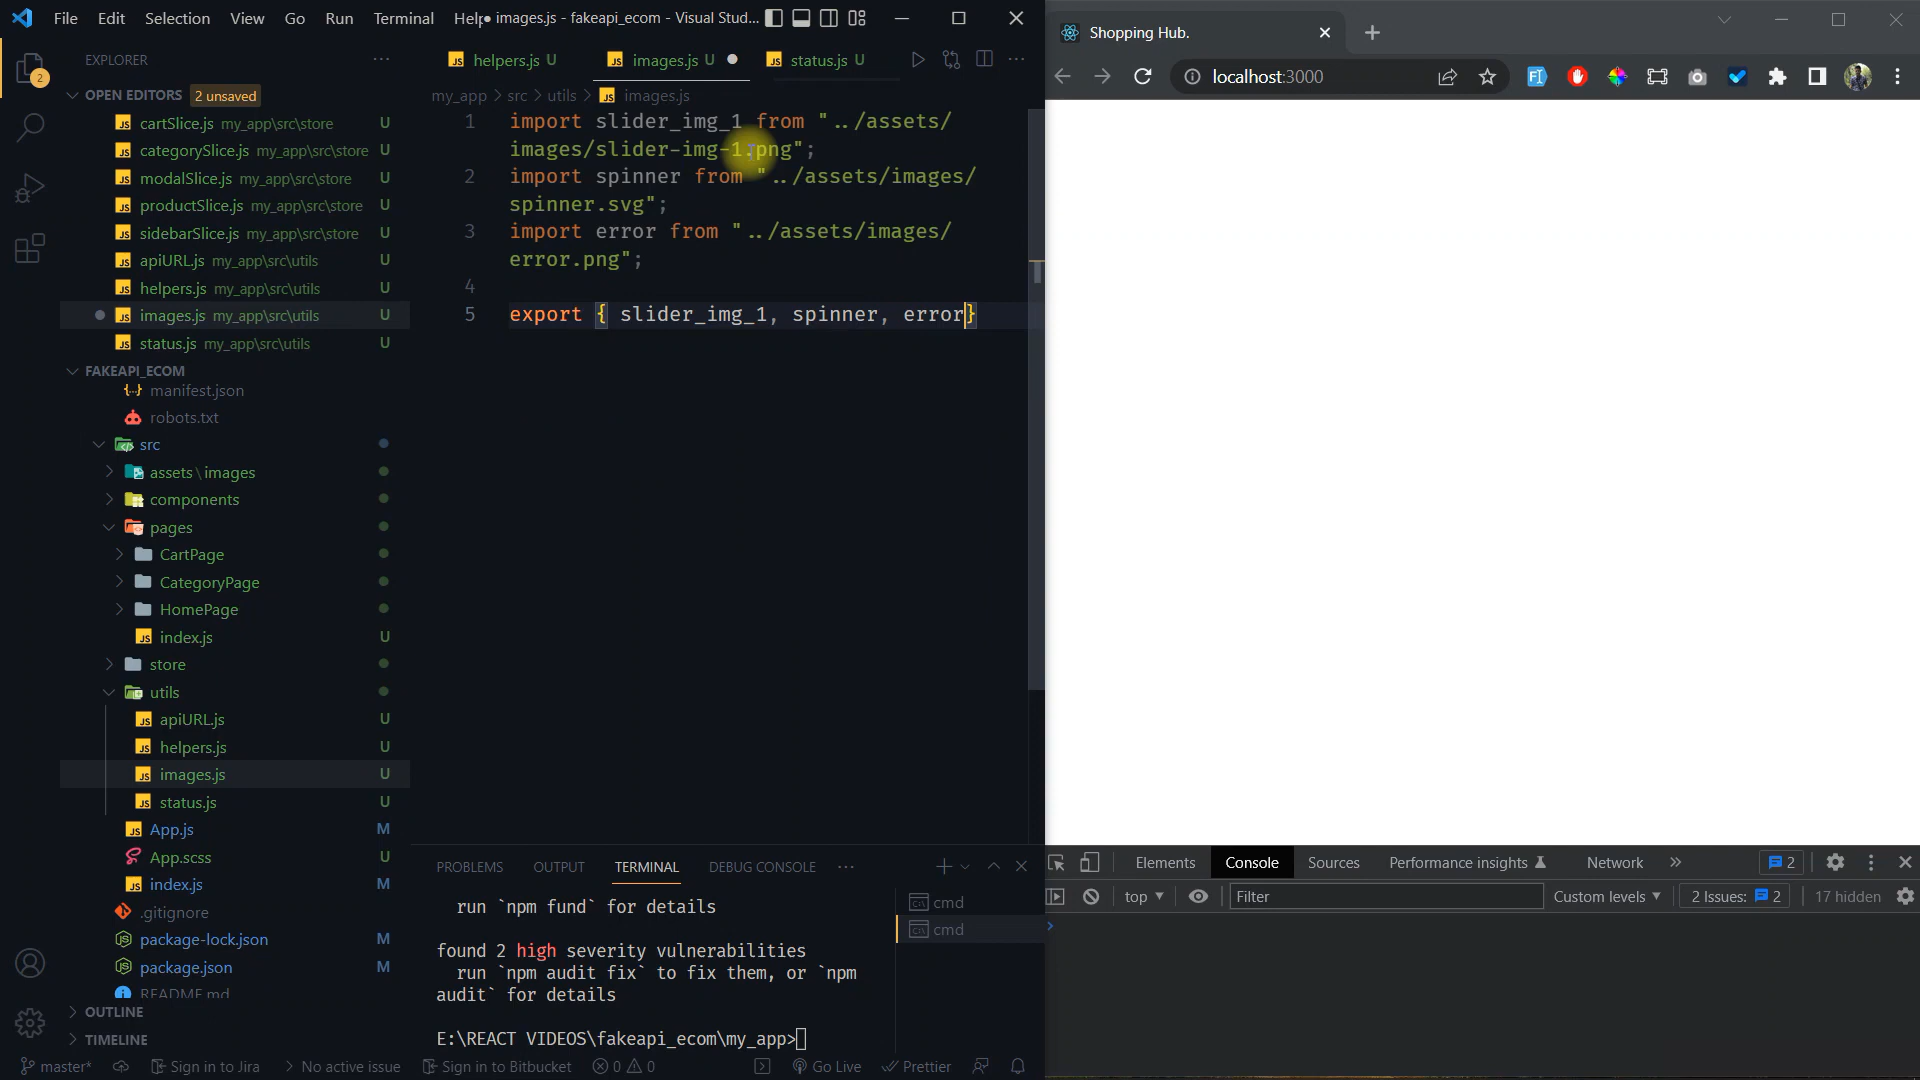 File Edit Selection View Go Run Terminal Help
● images.js - fakeapi_ecom - Visual Stud...
EXPLORER
OPEN EDITORS 2 unsaved
cartSlice.js my_app\src\store U
categorySlice.js my_app\src\store U
modalSlice.js my_app\src\store U
productSlice.js my_app\src\store U
sidebarSlice.js my_app\src\store U
apiURL.js my_app\src\utils U
helpers.js my_app\src\utils U
images.js my_app\src\utils U
status.js my_app\src\utils U
FAKEAPI_ECOM
manifest.json
robots.txt
src
assets\images
components
pages
CartPage
CategoryPage
HomePage
index.js U
store
utils
apiURL.js U
helpers.js U
images.js U
status.js U
App.js M
App.scss U
index.js M
.gitignore
package-lock.json M
package.json M
README.md
OUTLINE
TIMELINE
helpers.js U images.js U status.js U
my_app > src > utils > images.js
1 import slider_img_1 from "../assets/
images/slider-img-1.png";
2 import spinner from "../assets/images/
spinner.svg";
3 import error from "../assets/images/
error.png";
4
5 export { slider_img_1, spinner, error}
PROBLEMS OUTPUT TERMINAL DEBUG CONSOLE
run `npm fund` for details
found 2 high severity vulnerabilities
run `npm audit fix` to fix them, or `npm
audit` for details
E:\REACT VIDEOS\fakeapi_ecom\my_app>
cmd
cmd
master* Sign in to Jira No active issue Sign in to Bitbucket 0 0 Go Live Prettier
Shopping Hub.
localhost:3000
Elements Console Sources Performance insights Network » 2
top Filter Custom levels 2 Issues: 2 17 hidden